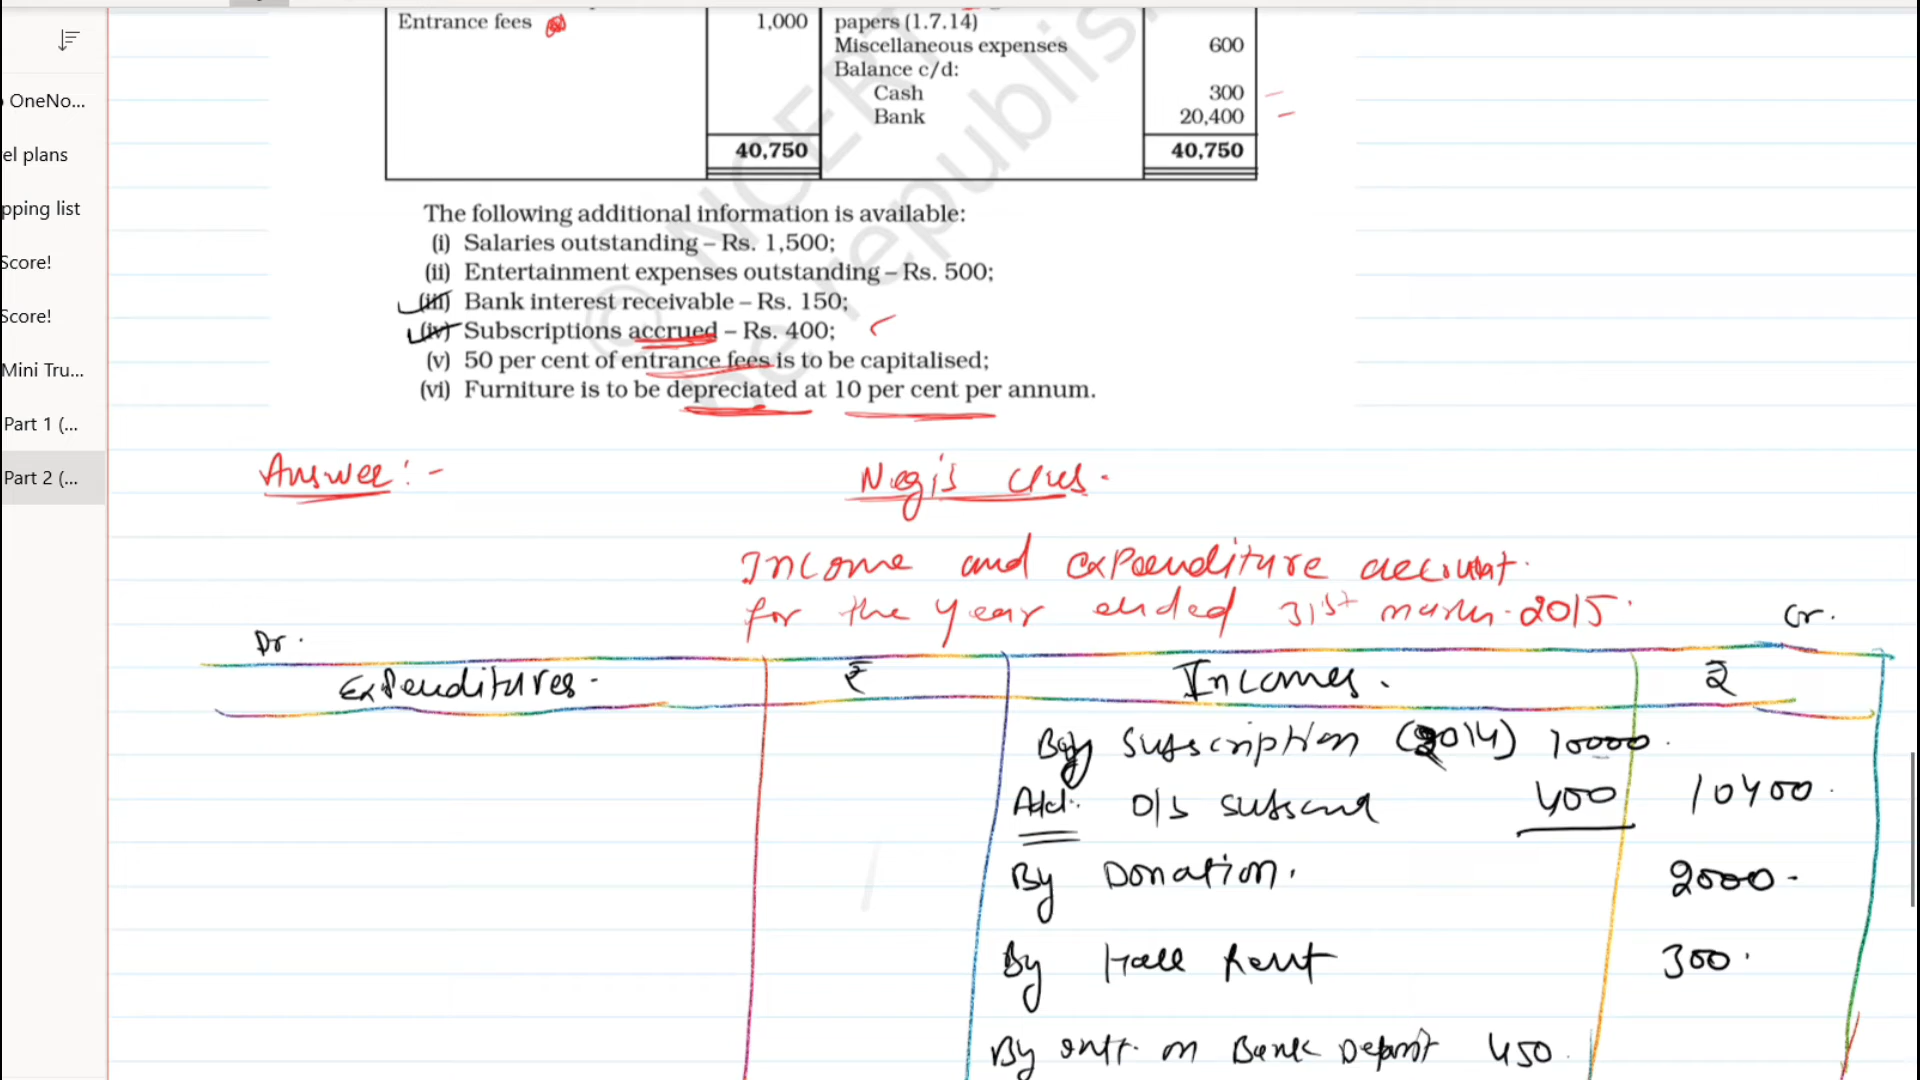 OneNo...
el plans
pping list
Score!
Score!
Mini Tru...
Part 1 (...
Part 2 (...
Entrance fees 1,000 papers (1.7.14)
Miscellaneous expenses 600
Balance c/d:
Cash 300
Bank 20,400
40,750 40,750
© NCERT
be republis
The following additional information is available:
(i) Salaries outstanding – Rs. 1,500;
(ii) Entertainment expenses outstanding – Rs. 500;
(iii) Bank interest receivable – Rs. 150;
(iv) Subscriptions accrued – Rs. 400;
(v) 50 per cent of entrance fees is to be capitalised;
(vi) Furniture is to be depreciated at 10 per cent per annum.
Answer:-
Negi's
Income and expoenditure account.
for the year ended 31st march-2015.
Dr. Cr.
Expenditures- ₹ Incomes. ₹
By Subscription (2014) 10000.
Add: O/S 400 10400.
By Donation. 2000-
By Hall Rent 300.
By Intt. on Bank Deposit 450.